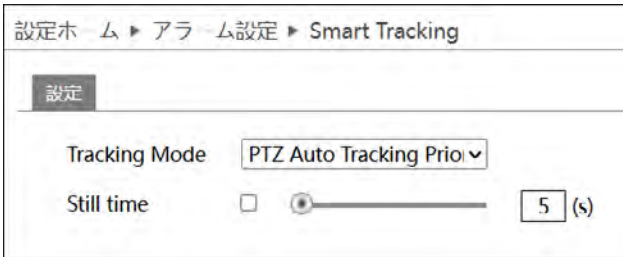 設定ホーム ▶ アラーム設定 ▶ Smart Tracking
設定
Tracking Mode PTZ Auto Tracking Prior
Still time 5 (s)